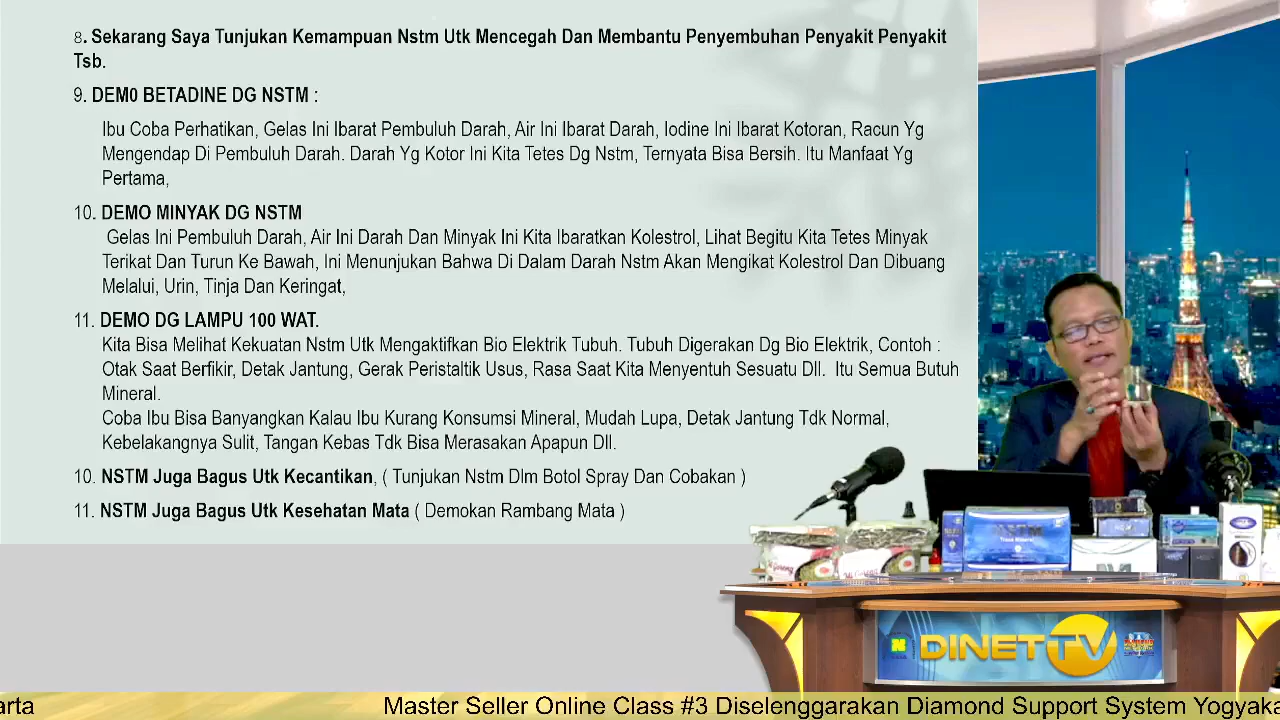 8. Sekarang Saya Tunjukan Kemampuan Nstm Utk Mencegah Dan Membantu Penyembuhan Penyakit Penyakit
Tsb.
9. DEM0 BETADINE DG NSTM :
Ibu Coba Perhatikan, Gelas Ini Ibarat Pembuluh Darah, Air Ini Ibarat Darah, Iodine Ini Ibarat Kotoran, Racun Yg
Mengendap Di Pembuluh Darah. Darah Yg Kotor Ini Kita Tetes Dg Nstm, Ternyata Bisa Bersih. Itu Manfaat Yg
Pertama,
10. DEMO MINYAK DG NSTM
Gelas Ini Pembuluh Darah, Air Ini Darah Dan Minyak Ini Kita Ibaratkan Kolestrol, Lihat Begitu Kita Tetes Minyak
Terikat Dan Turun Ke Bawah, Ini Menunjukan Bahwa Di Dalam Darah Nstm Akan Mengikat Kolestrol Dan Dibuang
Melalui, Urin, Tinja Dan Keringat,
11. DEMO DG LAMPU 100 WAT.
Kita Bisa Melihat Kekuatan Nstm Utk Mengaktifkan Bio Elektrik Tubuh. Tubuh Digerakan Dg Bio Elektrik, Contoh :
Otak Saat Berfikir, Detak Jantung, Gerak Peristaltik Usus, Rasa Saat Kita Menyentuh Sesuatu Dll. Itu Semua Butuh
Mineral.
Coba Ibu Bisa Banyangkan Kalau Ibu Kurang Konsumsi Mineral, Mudah Lupa, Detak Jantung Tdk Normal,
Kebelakangnya Sulit, Tangan Kebas Tdk Bisa Merasakan Apapun Dll.
10. NSTM Juga Bagus Utk Kecantikan, ( Tunjukan Nstm Dlm Botol Spray Dan Cobakan )
11. NSTM Juga Bagus Utk Kesehatan Mata ( Demokan Rambang Mata )
NSTM
Trace Mineral
DINET TV
arta
Master Seller Online Class #3 Diselenggarakan Diamond Support System Yogyaka